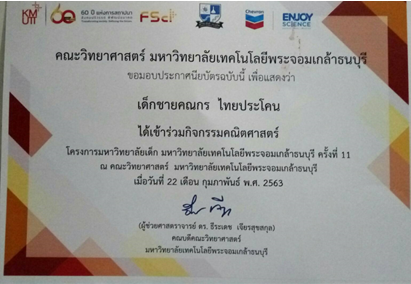 KMUTT 60 ปี แห่งการสถาปนา FSci Chevron ENJOY SCIENCE
คณะวิทยาศาสตร์ มหาวิทยาลัยเทคโนโลยีพระจอมเกล้าธนบุรี
ขอมอบประกาศนียบัตรฉบับนี้ เพื่อแสดงว่า
เด็กชายคณกร ไทยประโคน
ได้เข้าร่วมกิจกรรมคณิตศาสตร์
โครงการมหาวิทยาลัยเด็ก มหาวิทยาลัยเทคโนโลยีพระจอมเกล้าธนบุรี ครั้งที่ 11
ณ คณะวิทยาศาสตร์ มหาวิทยาลัยเทคโนโลยีพระจอมเกล้าธนบุรี
เมื่อวันที่ 22 เดือน กุมภาพันธ์ พ.ศ. 2563
(ผู้ช่วยศาสตราจารย์ ดร. ธีระเดช เจียรสุขสกุล)
คณบดีคณะวิทยาศาสตร์
มหาวิทยาลัยเทคโนโลยีพระจอมเกล้าธนบุรี